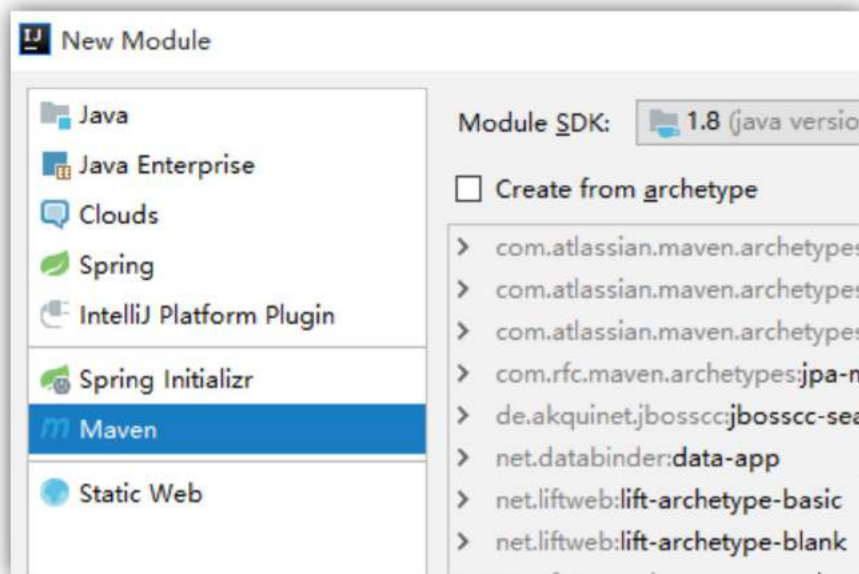 New Module
Java
Java Enterprise
Clouds
Spring
IntelliJ Platform Plugin
Spring Initializr
Maven
Static Web
Module SDK: 1.8 (java
Create from archetype
com.atlassian.maven.archetypes
com.atlassian.maven.archetypes
com.atlassian.maven.archetypes
com.rfc.maven.archetypes:jpa-
de.akquinet.jbosscc:jbosscc-
net.databinder:data-app
net.liftweb:lift-archetype-basic
net.liftweb:lift-archetype-blank